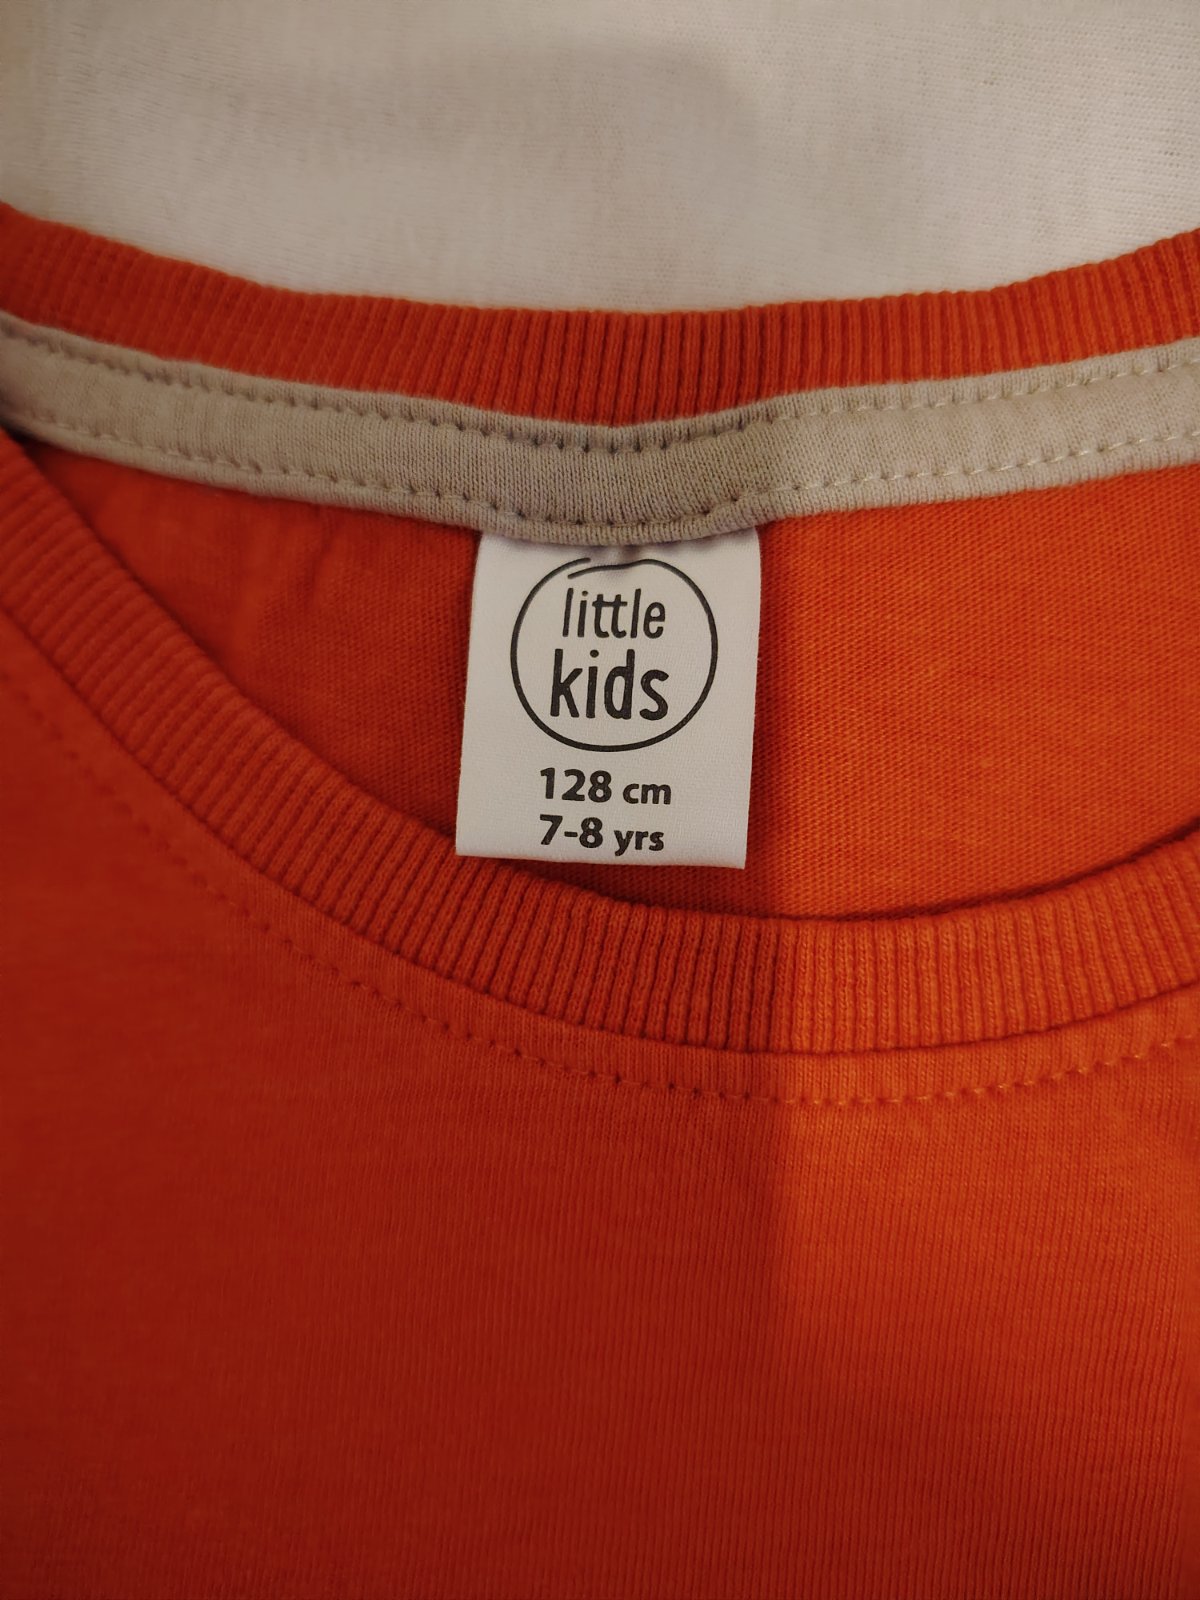 little
kids
128 cm
7-8 yrs